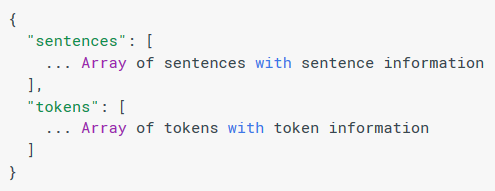 {
  "sentences": [
    ... Array of sentences with sentence information
  ],
  "tokens": [
    ... Array of tokens with token information
  ]
}